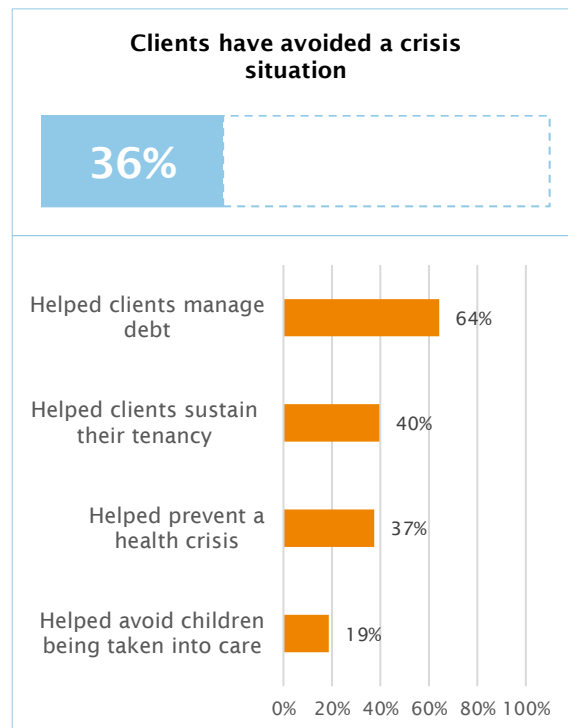 Clients have avoided a crisis
situation
36%
Helped clients manage
debt
64%
Helped clients sustain
their tenancy
40%
Helped prevent a
health crisis
37%
Helped avoid children
being taken into care
19%
0% 20% 40% 60% 80% 100%